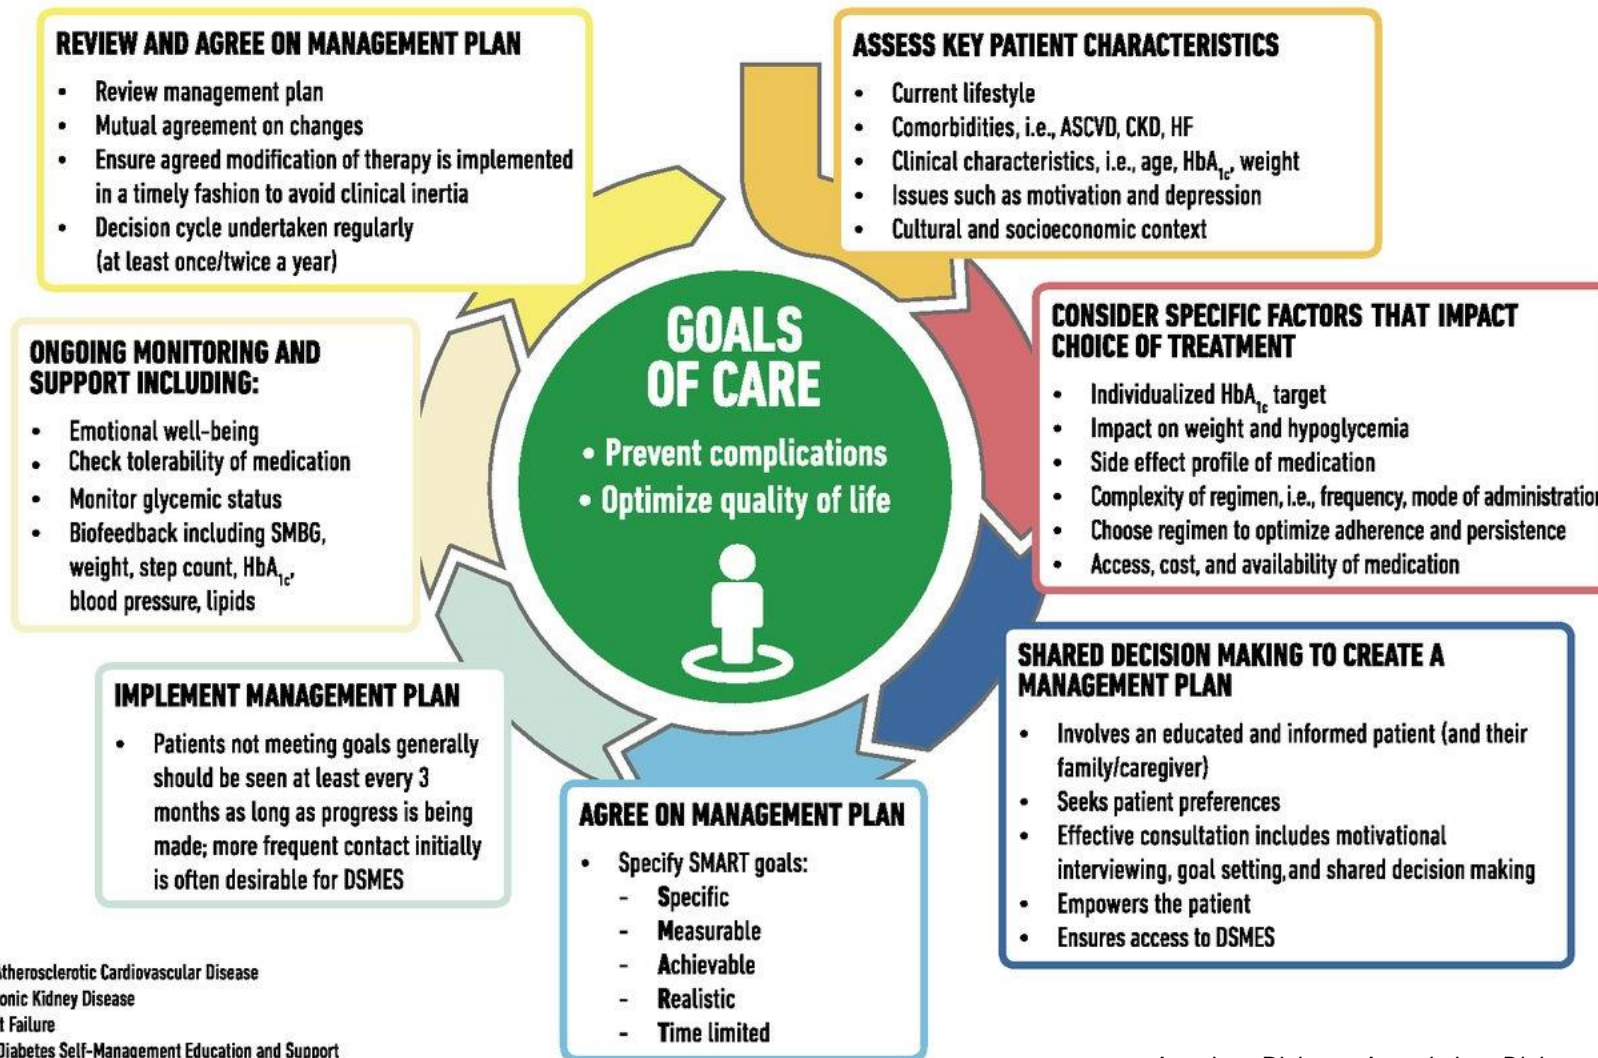 REVIEW AND AGREE ON MANAGEMENT PLAN
• Review management plan
• Mutual agreement on changes
• Ensure agreed modification of therapy is implemented
in a timely fashion to avoid clinical inertia
• Decision cycle undertaken regularly
(at least once/twice a year)
ASSESS KEY PATIENT CHARACTERISTICS
• Current lifestyle
• Comorbidities, i.e., ASCVD, CKD, HF
• Clinical characteristics, i.e., age, HbA1c, weight
• Issues such as motivation and depression
• Cultural and socioeconomic context
GOALS
OF CARE
• Prevent complications
• Optimize quality of life
CONSIDER SPECIFIC FACTORS THAT IMPACT
CHOICE OF TREATMENT
• Individualized HbA1c target
• Impact on weight and hypoglycemia
• Side effect profile of medication
• Complexity of regimen, i.e., frequency, mode of administration
• Choose regimen to optimize adherence and persistence
• Access, cost, and availability of medication
ONGOING MONITORING AND
SUPPORT INCLUDING:
• Emotional well-being
• Check tolerability of medication
• Monitor glycemic status
• Biofeedback including SMBG,
weight, step count, HbA1c,
blood pressure, lipids
SHARED DECISION MAKING TO CREATE A
MANAGEMENT PLAN
• Involves an educated and informed patient (and their
family/caregiver)
• Seeks patient preferences
• Effective consultation includes motivational
interviewing, goal setting, and shared decision making
• Empowers the patient
• Ensures access to DSMES
IMPLEMENT MANAGEMENT PLAN
• Patients not meeting goals generally
should be seen at least every 3
months as long as progress is being
made; more frequent contact initially
is often desirable for DSMES
AGREE ON MANAGEMENT PLAN
• Specify SMART goals:
- Specific
- Measurable
- Achievable
- Realistic
- Time limited
Atherosclerotic Cardiovascular Disease
Kidney Disease
Failure
Diabetes Self-Management Education and Support